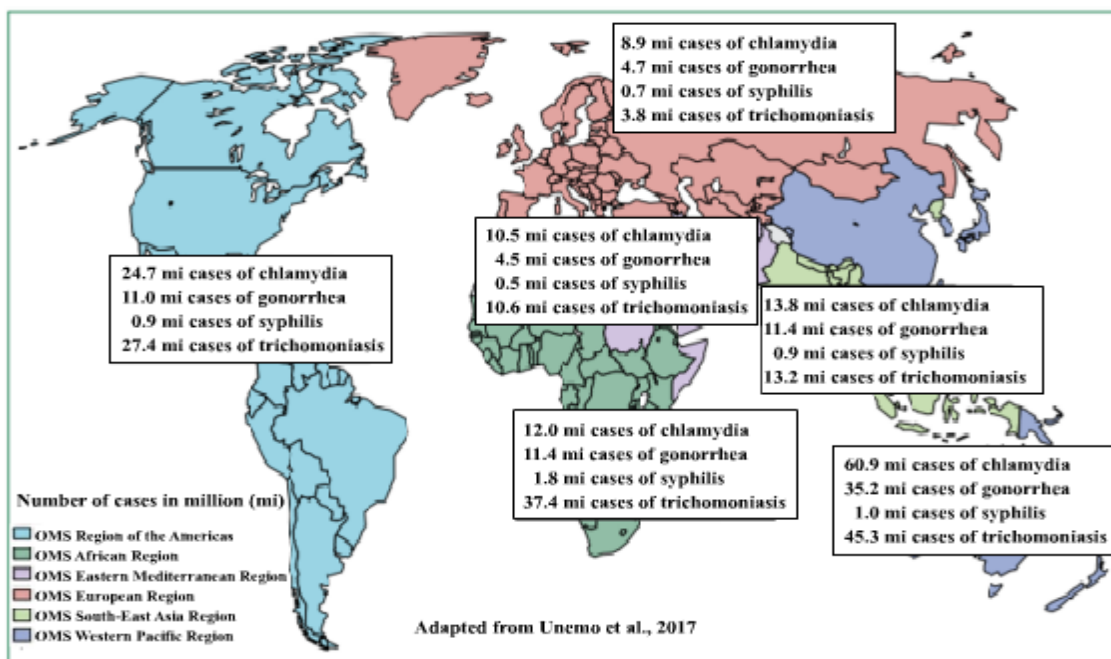 8.9 mi cases of chlamydia
4.7 mi cases of gonorrhea
0.7 mi cases of syphilis
3.8 mi cases of trichomoniasis
10.5 mi cases of chlamydia
4.5 mi cases of gonorrhea
0.5 mi cases of syphilis
10.6 mi cases of trichomoniasis
24.7 mi cases of chlamydia
11.0 mi cases of gonorrhea
0.9 mi cases of syphilis
27.4 mi cases of trichomoniasis
13.8 mi cases of chlamydia
11.4 mi cases of gonorrhea
0.9 mi cases of syphilis
13.2 mi cases of trichomoniasis
12.0 mi cases of chlamydia
11.4 mi cases of gonorrhea
1.8 mi cases of syphilis
37.4 mi cases of trichomoniasis
60.9 mi cases of chlamydia
35.2 mi cases of gonorrhea
1.0 mi cases of syphilis
45.3 mi cases of trichomoniasis
Number of cases in million (mi)
OMS Region of the Americas
OMS African Region
OMS Eastern Mediterranean Region
OMS European Region
OMS South-East Asia Region
OMS Western Pacific Region
Adapted from Unemo et al., 2017